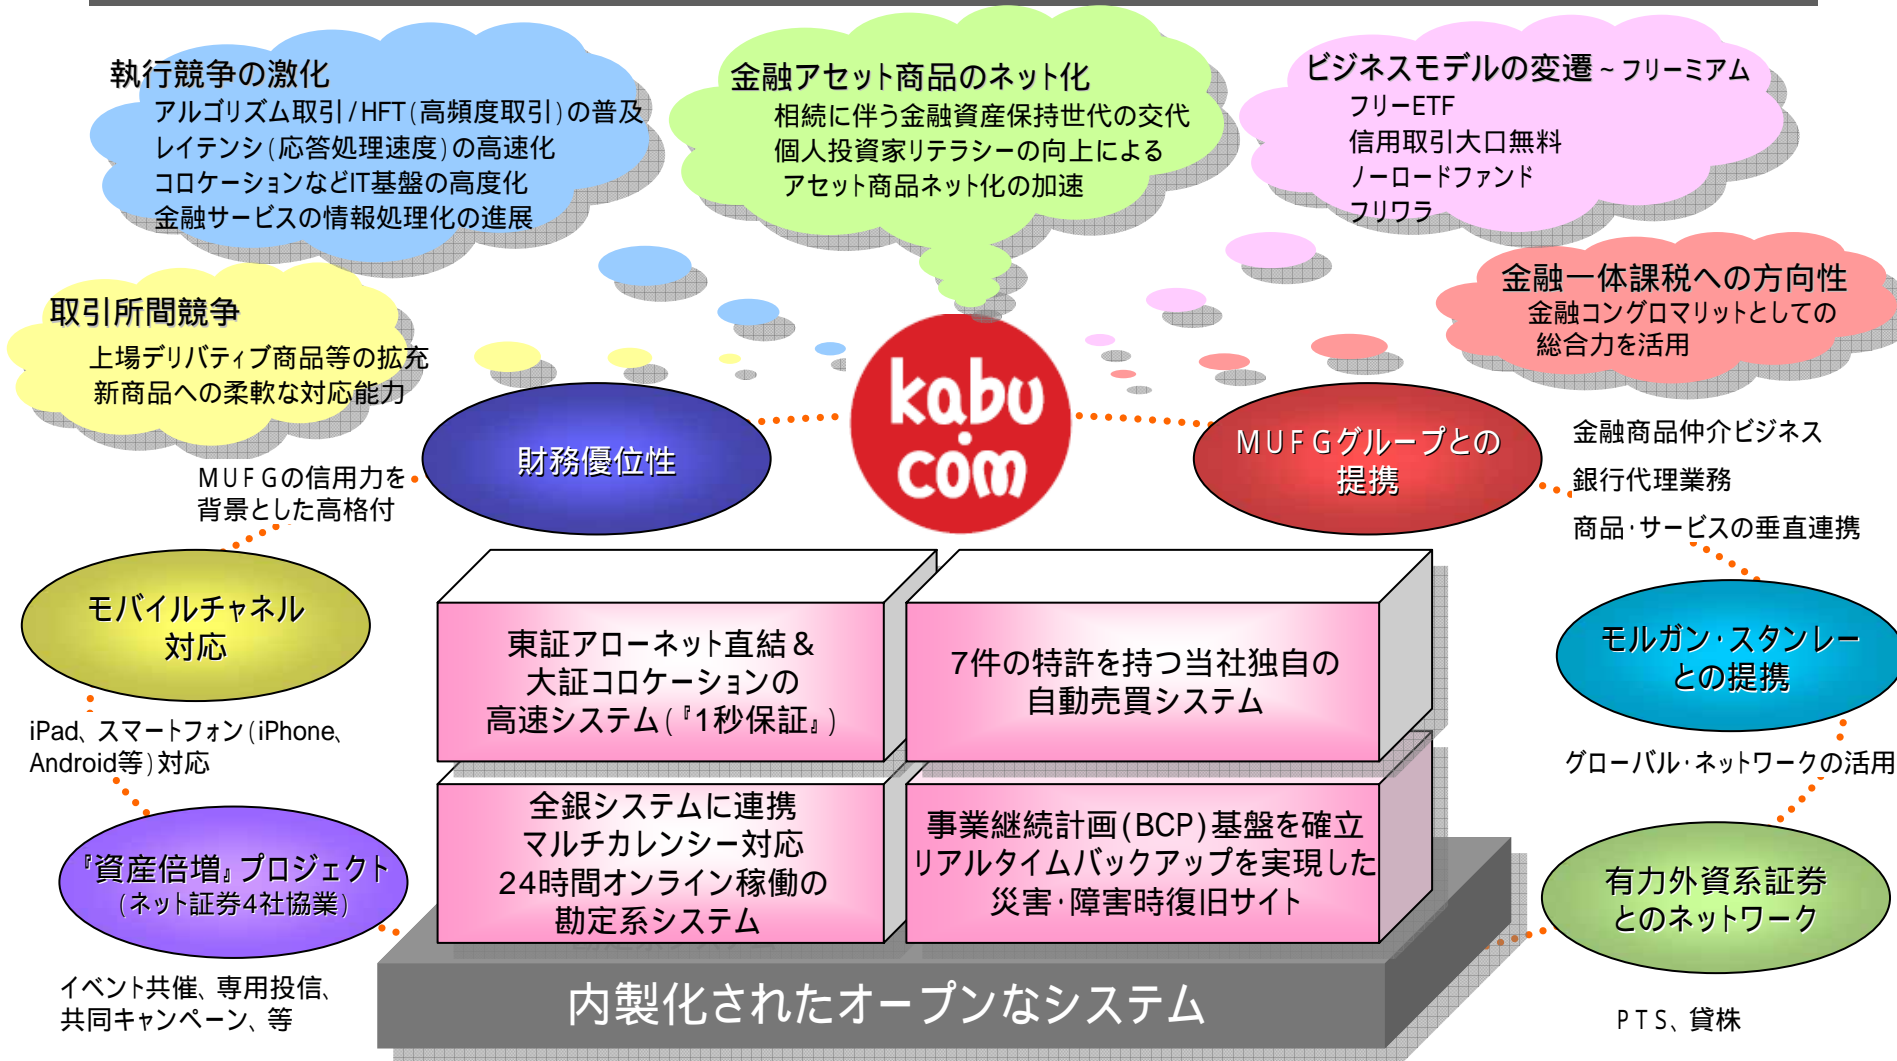 執行競争の激化
アルゴリズム取引/HFT(高頻度取引)の普及
レイテンシ(応答処理速度)の高速化
コロケーションなどIT基盤の高度化
金融サービスの情報処理化の進展
金融アセット商品のネット化
相続に伴う金融資産保持世代の交代
個人投資家リテラシーの向上による
アセット商品ネット化の加速
ビジネスモデルの変遷~フリーミアム
フリーETF
信用取引大口無料
ノーロードファンド
フリワラ
取引所間競争
上場デリバティブ商品等の拡充
新商品への柔軟な対応能力
金融一体課税への方向性
金融コングロマリットとしての
総合力を活用
kabu
.
com
財務優位性
MUFGの信用力を
背景とした高格付
MUFGグループとの
提携
金融商品仲介ビジネス
銀行代理業務
商品・サービスの垂直連携
モバイルチャネル
対応
iPad、スマートフォン(iPhone、
Android等)対応
モルガン・スタンレー
との提携
グローバル・ネットワークの活用
『資産倍増』プロジェクト
(ネット証券4社協業)
イベント共催、専用投信、
共同キャンペーン、等
有力外資系証券
とのネットワーク
PTS、貸株
東証アローネット直結&
大証コロケーションの
高速システム(『1秒保証』)
7件の特許を持つ当社独自の
自動売買システム
全銀システムに連携
マルチカレンシー対応
24時間オンライン稼働の
勘定系システム
事業継続計画(BCP)基盤を確立
リアルタイムバックアップを実現した
災害・障害時復旧サイト
内製化されたオープンなシステム